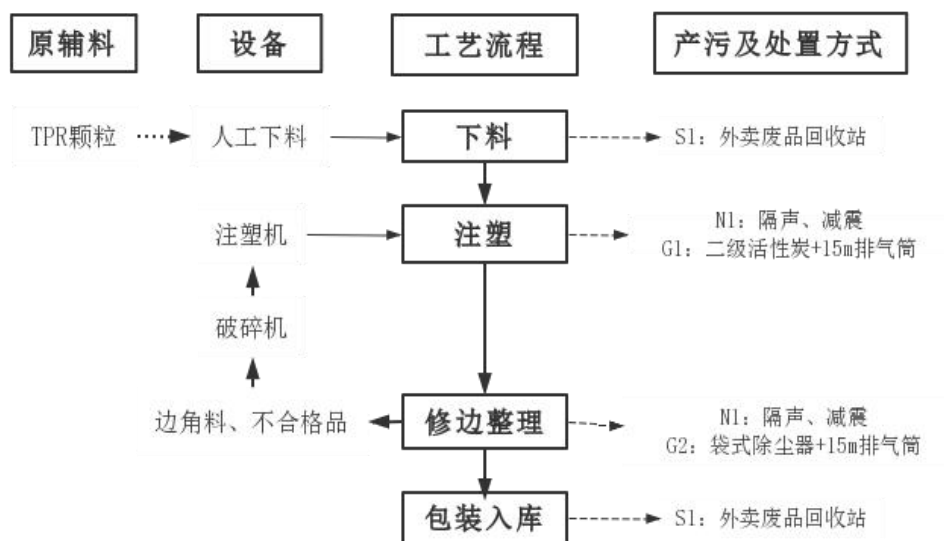 原辅料 设备 工艺流程 产污及处置方式
TPR颗粒 人工下料 下料 S1: 外卖废品回收站
注塑机 注塑 N1: 隔声、减震
G1: 二级活性炭+15m排气筒
破碎机
边角料、不合格品 修边整理 N1: 隔声、减震
G2: 袋式除尘器+15m排气筒
包装入库 S1: 外卖废品回收站